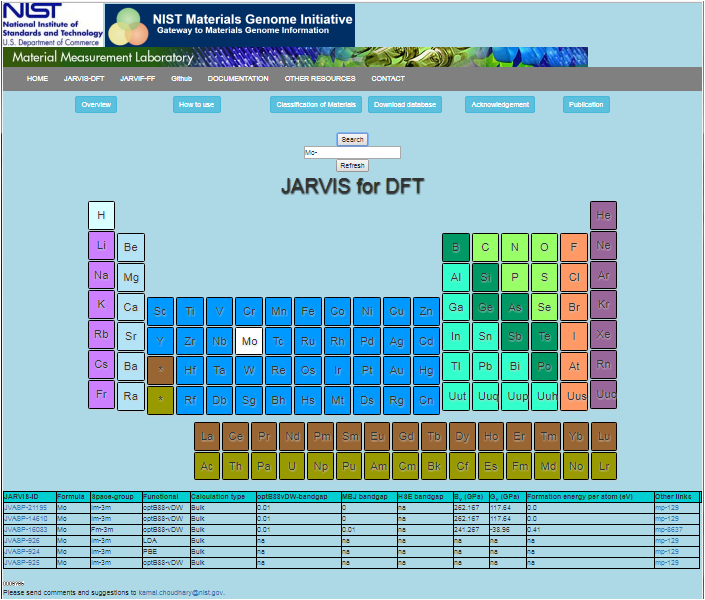 NIST
National Institute of
Standards and Technology
U.S. Department of Commerce
NIST Materials Genome Initiative
Gateway to Materials Genome Information
Material Measurement Laboratory
HOME JARVIS-DFT JARVIF-FF Github DOCUMENTATION OTHER RESOURCES CONTACT
Overview How to use Classification of Materials Download database Acknowledgement Publication
Search
Mo-
Refresh
JARVIS for DFT
H He
Li Be B C N O F Ne
Na Mg Al Si P S Cl Ar
K Ca Sc Ti V Cr Mn Fe Co Ni Cu Zn Ga Ge As Se Br Kr
Rb Sr Y Zr Nb Mo Tc Ru Rh Pd Ag Cd In Sn Sb Te I Xe
Cs Ba * Hf Ta W Re Os Ir Pt Au Hg Tl Pb Bi Po At Rn
Fr Ra * Rf Db Sg Bh Hs Mt Ds Rg Cn Uut Uuq Uup Uuh Uus Uuo
La Ce Pr Nd Pm Sm Eu Gd Tb Dy Ho Er Tm Yb Lu
Ac Th Pa U Np Pu Am Cm Bk Cf Es Fm Md No Lr
JARVIS-ID Formula Space-group Functional Calculation type optB88vDW-bandgap MBJ bandgap HSE bandgap Bv (GPa) Gv (GPa) Formation energy per atom (eV) Other links
JVASP-21195 Mo Im-3m optB88-vDW Bulk 0.01 0 na 262.167 117.64 0.0 mp-129
JVASP-14610 Mo Im-3m optB88-vDW Bulk 0.01 0 na 262.167 117.64 0.0 mp-129
JVASP-16083 Mo Fm-3m optB88-vDW Bulk 0.01 0.01 na 241.267 -38.96 0.41 mp-8637
JVASP-926 Mo Im-3m LDA Bulk na na na na na na mp-129
JVASP-924 Mo Im-3m PBE Bulk na na na na na na mp-129
JVASP-925 Mo Im-3m optB88-vDW Bulk na na na na na na mp-129
Please send comments and suggestions to kamal.choudhary@nist.gov.